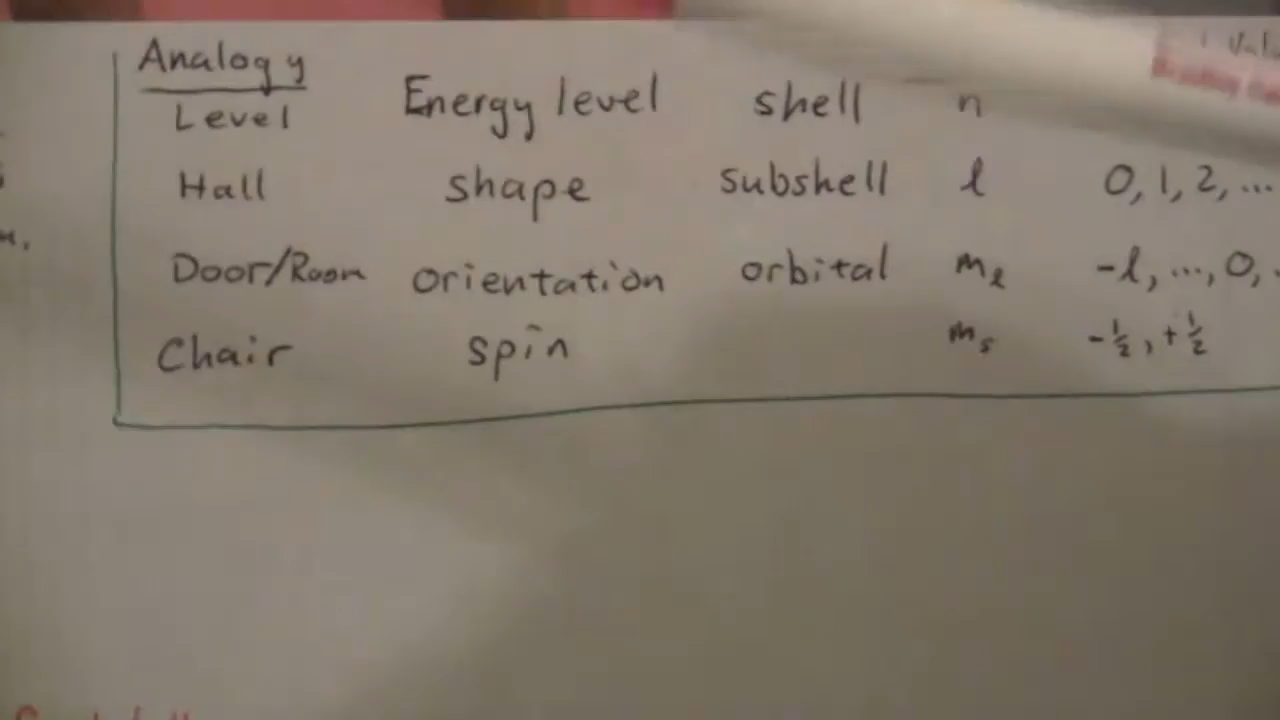 Analogy
Level Energy level shell n
Hall shape subshell l 0, 1, 2, ...
Door/Room orientation orbital mₗ -l, ..., 0,
Chair spin mₛ -½, +½